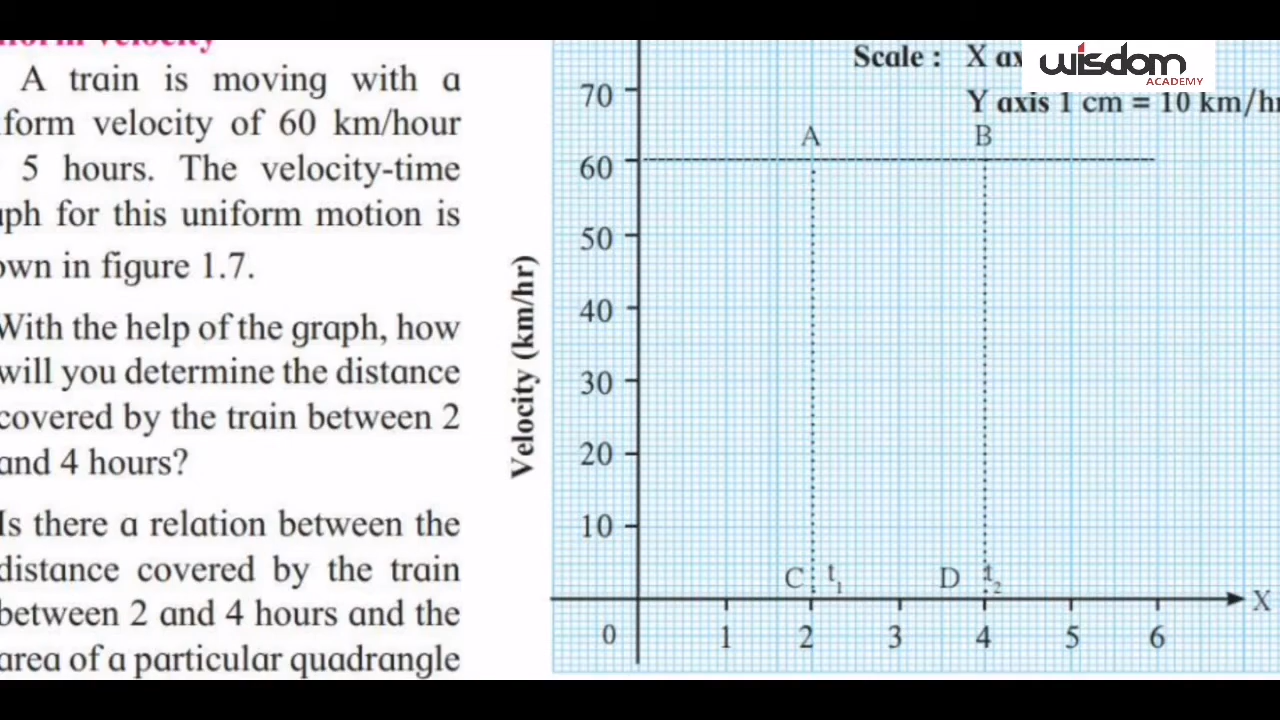 A train is moving with a
form velocity of 60 km/hour
5 hours. The velocity-time
ph for this uniform motion is
own in figure 1.7.
With the help of the graph, how
will you determine the distance
covered by the train between 2
and 4 hours?
Is there a relation between the
distance covered by the train
between 2 and 4 hours and the
area of a particular quadrangle
Scale : X ax
wisdom
ACADEMY
Y axis 1 cm = 10 km/hr
70
A B
60
50
40
30
20
10
Velocity (km/hr)
C t1 D t2
X
0 1 2 3 4 5 6